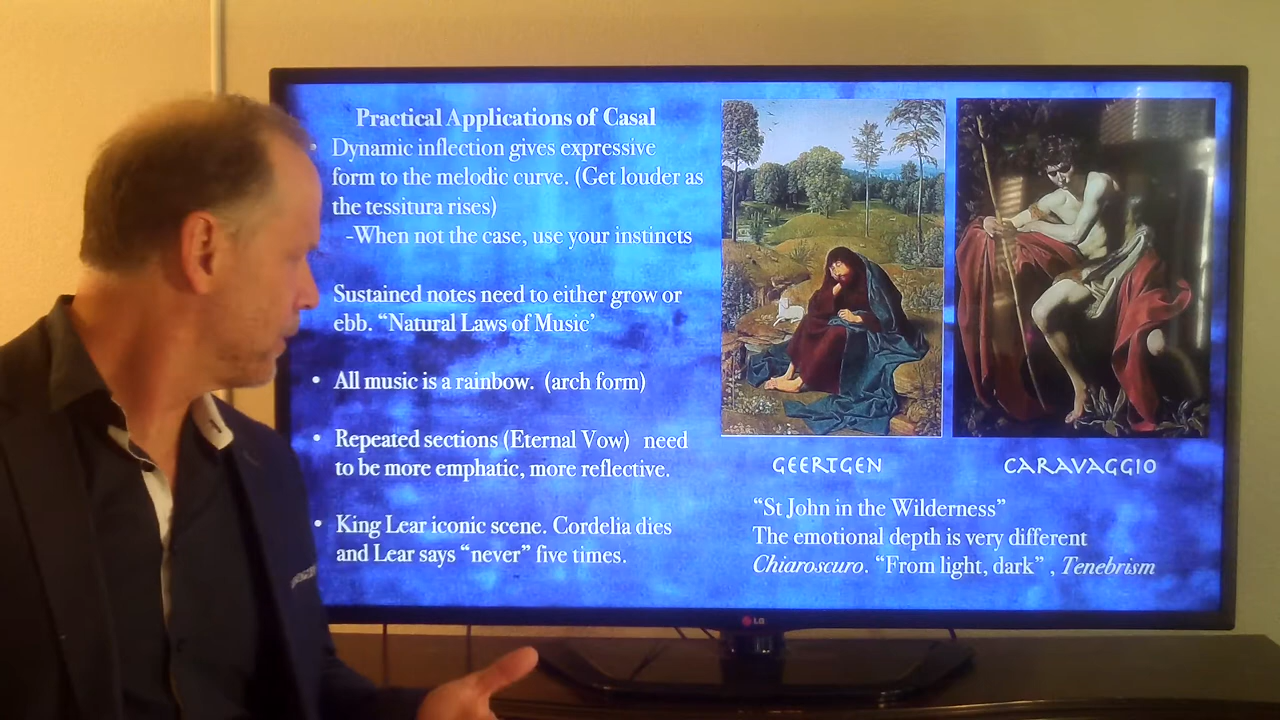 Practical Applications of Casal
• Dynamic inflection gives expressive
form to the melodic curve. (Get louder as
the tessitura rises)
-When not the case, use your instincts
Sustained notes need to either grow or
ebb. “Natural Laws of Music’
• All music is a rainbow. (arch form)
• Repeated sections (Eternal Vow) need
to be more emphatic, more reflective.
• King Lear iconic scene. Cordelia dies
and Lear says “never” five times.
GEERTGEN
CARAVAGGIO
“St John in the Wilderness”
The emotional depth is very different
Chiaroscuro. “From light, dark” , Tenebrism
LG